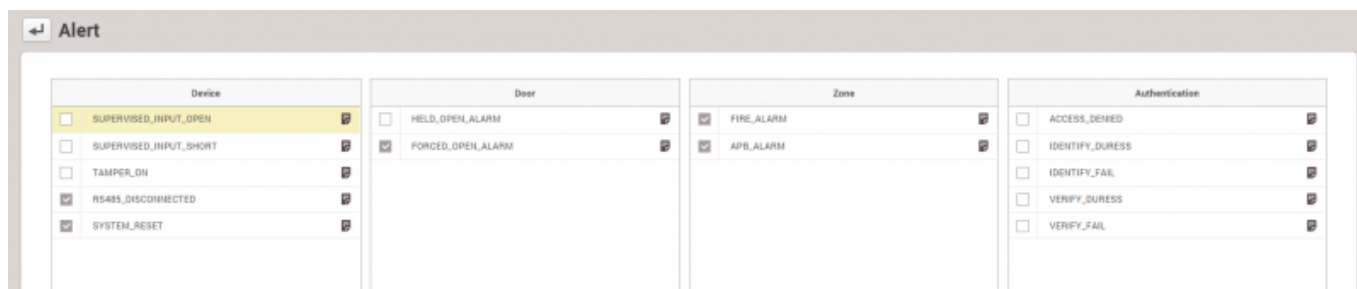 Alert
Device
SUPERVISED_INPUT_OPEN
SUPERVISED_INPUT_SHORT
TAMPER_ON
RS485_DISCONNECTED
SYSTEM_RESET
Door
HELD_OPEN_ALARM
FORCED_OPEN_ALARM
Zone
FIRE_ALARM
APB_ALARM
Authentication
ACCESS_DENIED
IDENTIFY_DURESS
IDENTIFY_FAIL
VERIFY_DURESS
VERIFY_FAIL